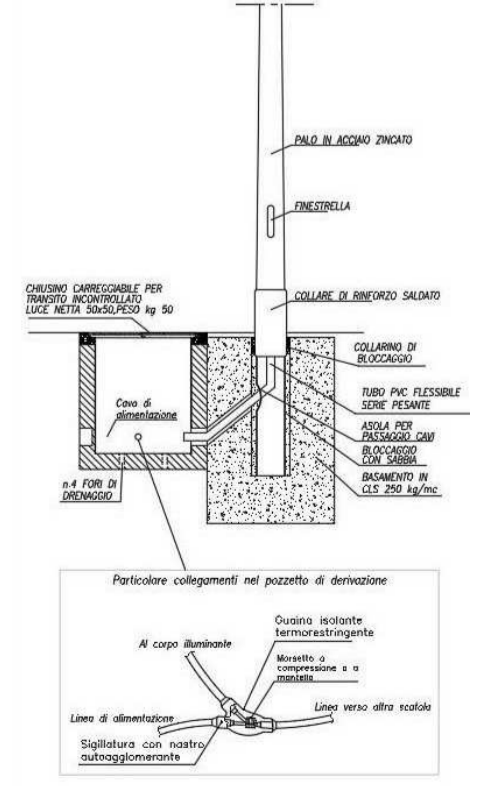 PALO IN ACCIAIO ZINCATO
FINESTRELLA
CHIUSINO CARREGGIABILE PER
TRANSITO INCONTROLLATO
LUCE NETTA 50x50,PESO kg 50
COLLARE DI RINFORZO SALDATO
COLLARINO DI
BLOCCAGGIO
TUBO PVC FLESSIBILE
SERIE PESANTE
Cavo di
alimentazione
ASOLA PER
PASSAGGIO CAVI
BLOCCAGGIO
CON SABBIA
n.4 FORI DI
DRENAGGIO
BASAMENTO IN
CLS 250 kg/mc
Particolare collegamenti nel pozzetto di derivazione
Guaina isolante
termorestringente
Al corpo illuminante
Morsetto a
compressione o a
mantello
Linea verso altra scatola
Linea di alimentazione
Sigillatura con nastro
autoagglomerante